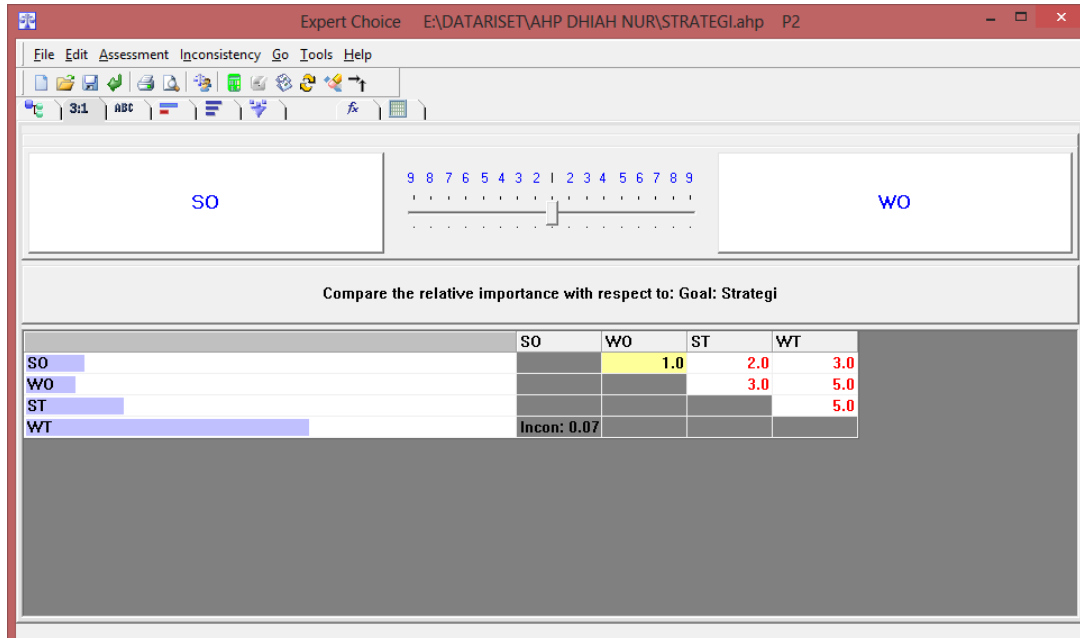 Expert Choice E:\DATARISET\AHP DHIAH NUR\STRATEGI.ahp P2
File Edit Assessment Inconsistency Go Tools Help
3:1 ABC fx
9 8 7 6 5 4 3 2 1 2 3 4 5 6 7 8 9
SO WO
Compare the relative importance with respect to: Goal: Strategi
SO WO ST WT
SO 1.0 2.0 3.0
WO 3.0 5.0
ST 5.0
WT Incon: 0.07